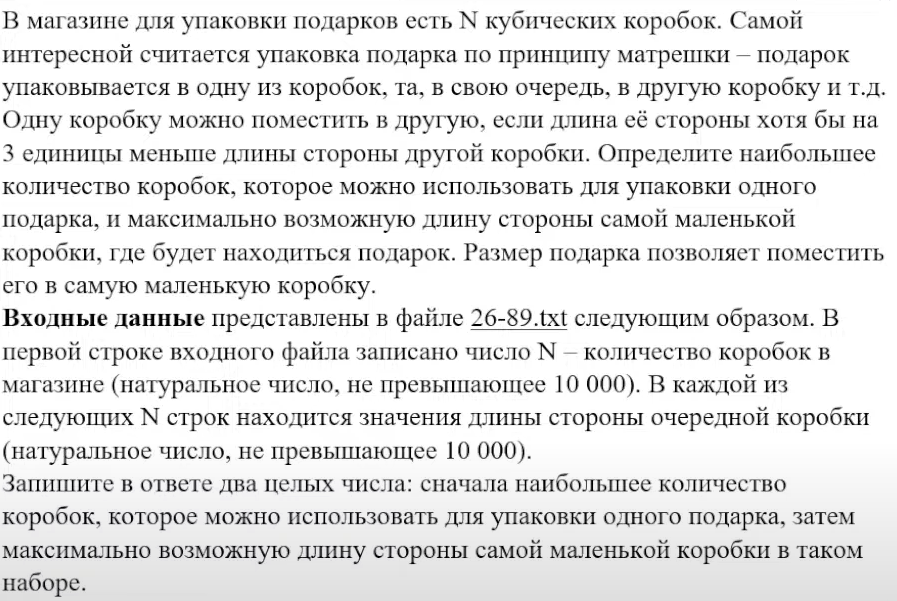 В магазине для упаковки подарков есть N кубических коробок. Самой
интересной считается упаковка подарка по принципу матрешки – подарок
упаковывается в одну из коробок, та, в свою очередь, в другую коробку и т.д.
Одну коробку можно поместить в другую, если длина её стороны хотя бы на
3 единицы меньше длины стороны другой коробки. Определите наибольшее
количество коробок, которое можно использовать для упаковки одного
подарка, и максимально возможную длину стороны самой маленькой
коробки, где будет находиться подарок. Размер подарка позволяет поместить
его в самую маленькую коробку.
Входные данные представлены в файле 26-89.txt следующим образом. В
первой строке входного файла записано число N – количество коробок в
магазине (натуральное число, не превышающее 10 000). В каждой из
следующих N строк находится значения длины стороны очередной коробки
(натуральное число, не превышающее 10 000).
Запишите в ответе два целых числа: сначала наибольшее количество
коробок, которое можно использовать для упаковки одного подарка, затем
максимально возможную длину стороны самой маленькой коробки в таком
наборе.